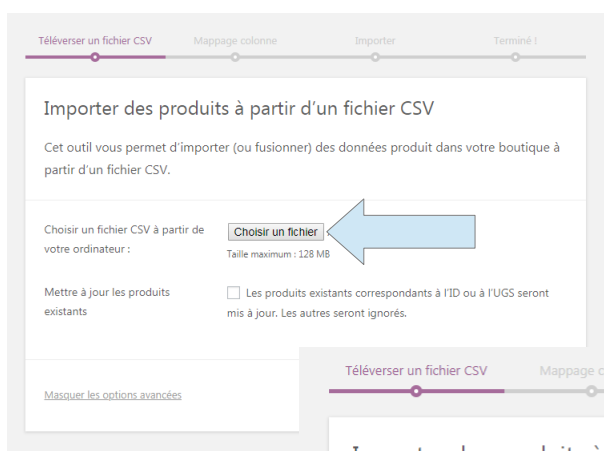 Téléverser un fichier CSV Mappage colonne Importer Terminé !
Importer des produits à partir d'un fichier CSV
Cet outil vous permet d'importer (ou fusionner) des données produit dans votre boutique à
partir d'un fichier CSV.
Choisir un fichier CSV à partir de
votre ordinateur :
Choisir un fichier
Taille maximum : 128 MB
Mettre à jour les produits
existants
Les produits existants correspondants à l'ID ou à l'UGS seront
mis à jour. Les autres seront ignorés.
Masquer les options avancées
Téléverser un fichier CSV Mappage c